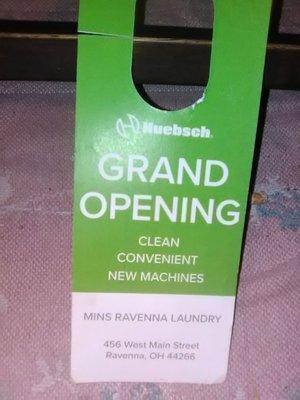 Huebsch
GRAND
OPENING
CLEAN
CONVENIENT
NEW MACHINES
MINS RAVENNA LAUNDRY
456 West Main Street
Ravenna, OH 44266